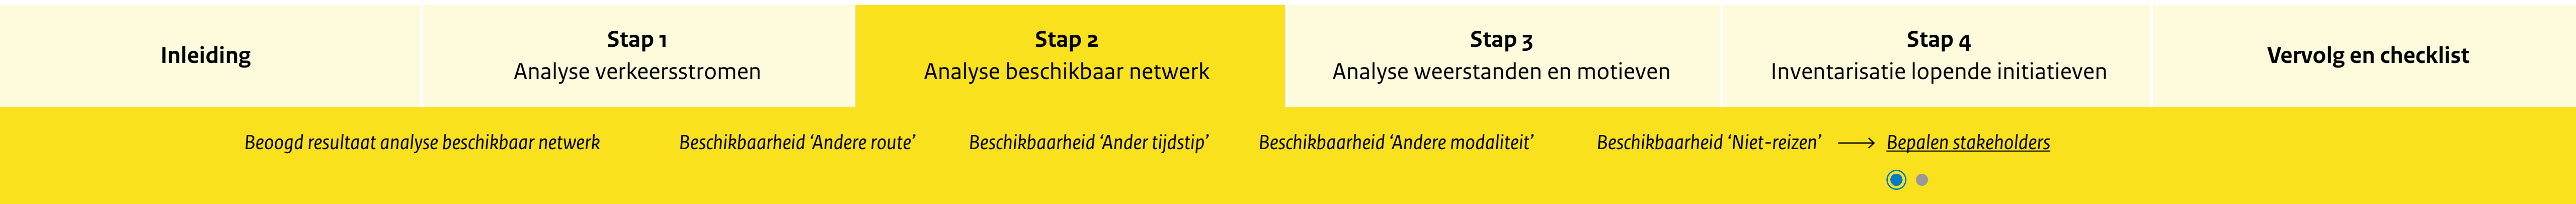 Inleiding
Stap 1
Analyse verkeersstromen
Stap 2
Analyse beschikbaar netwerk
Stap 3
Analyse weerstanden en motieven
Stap 4
Inventarisatie lopende initiatieven
Vervolg en checklist
Beoogd resultaat analyse beschikbaar netwerk
Beschikbaarheid ‘Andere route’
Beschikbaarheid ‘Ander tijdstip’
Beschikbaarheid ‘Andere modaliteit’
Beschikbaarheid ‘Niet-reizen’
Bepalen stakeholders